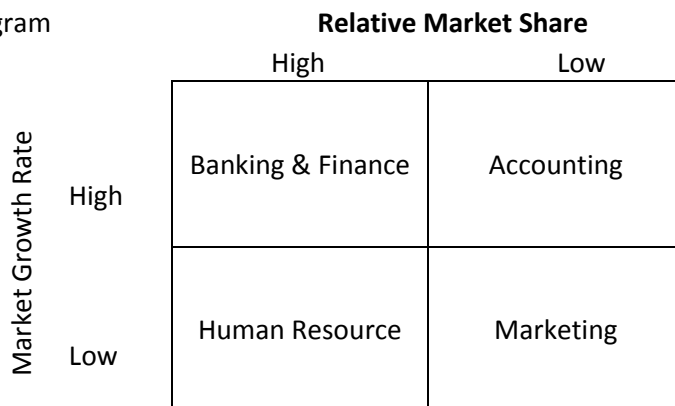 gram
Relative Market Share
High Low
Banking & Finance Accounting
High
Human Resource Marketing
Low
Market Growth Rate